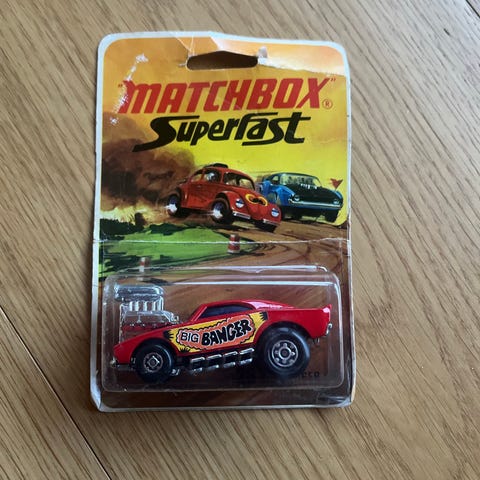 "MATCHBOX"®
Superfast
BIG BANGER